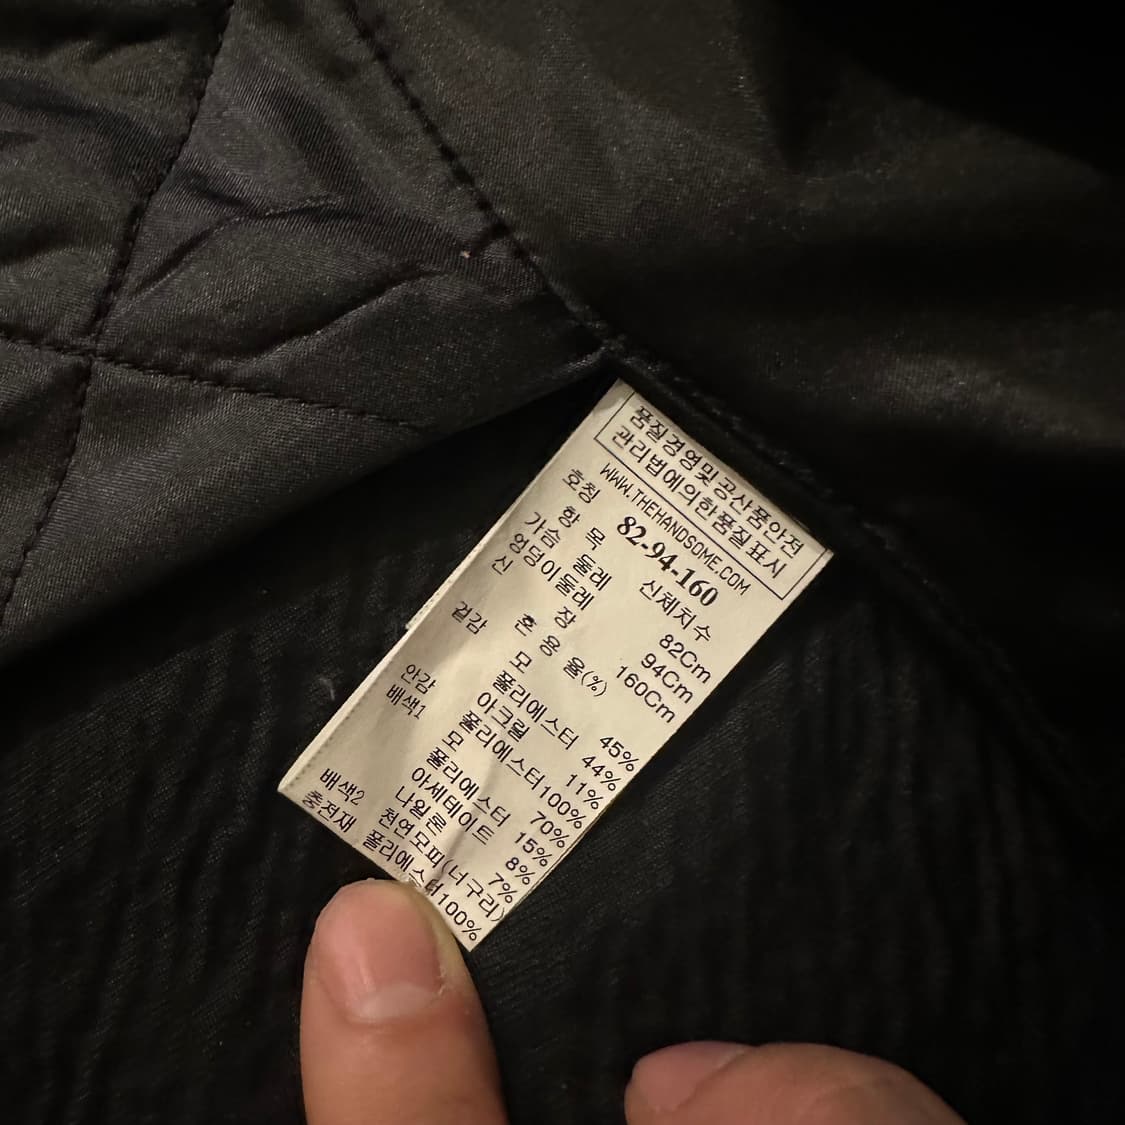 품질경영및공산품안전
관리법에의한품질표시
WWW.THEHANDSOME.COM
호칭 82-94-160
항 목 신체치수
가슴 둘레 82Cm
엉덩이둘레 94Cm
신 장 160Cm
혼 용 율(%)
겉감 모 45%
폴리에스터 44%
아크릴 11%
안감 폴리에스터100%
배색1 모 70%
폴리에스터 15%
아세테이트 8%
나일론 7%
배색2 천연모피(너구리)
충전재 폴리에스터100%